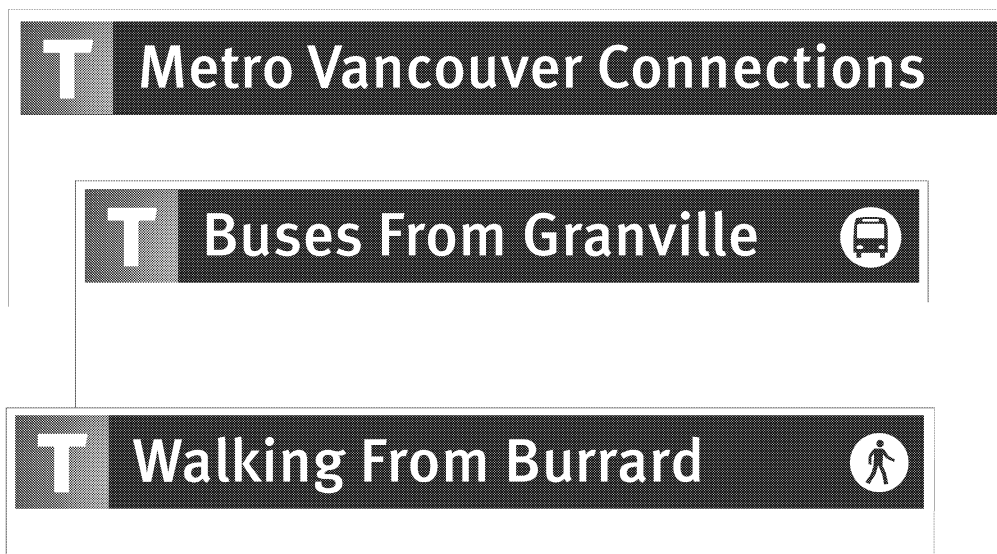 T Metro Vancouver Connections
T Buses From Granville
T Walking From Burrard